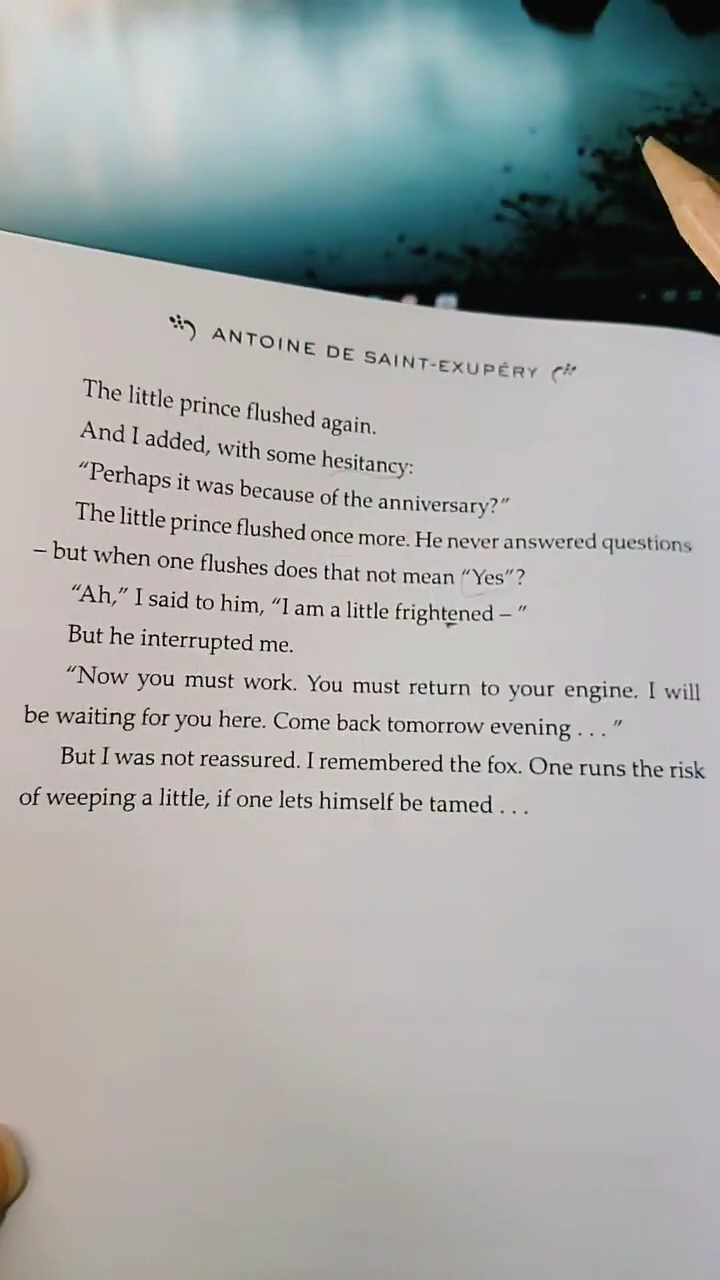 ANTOINE DE SAINT-EXUPÉRY
The little prince flushed again.
And I added, with some hesitancy:
“Perhaps it was because of the anniversary?”
The little prince flushed once more. He never answered questions
– but when one flushes does that not mean “Yes”?
“Ah,” I said to him, “I am a little frightened – ”
But he interrupted me.
“Now you must work. You must return to your engine. I will
be waiting for you here. Come back tomorrow evening . . . ”
But I was not reassured. I remembered the fox. One runs the risk
of weeping a little, if one lets himself be tamed . . .